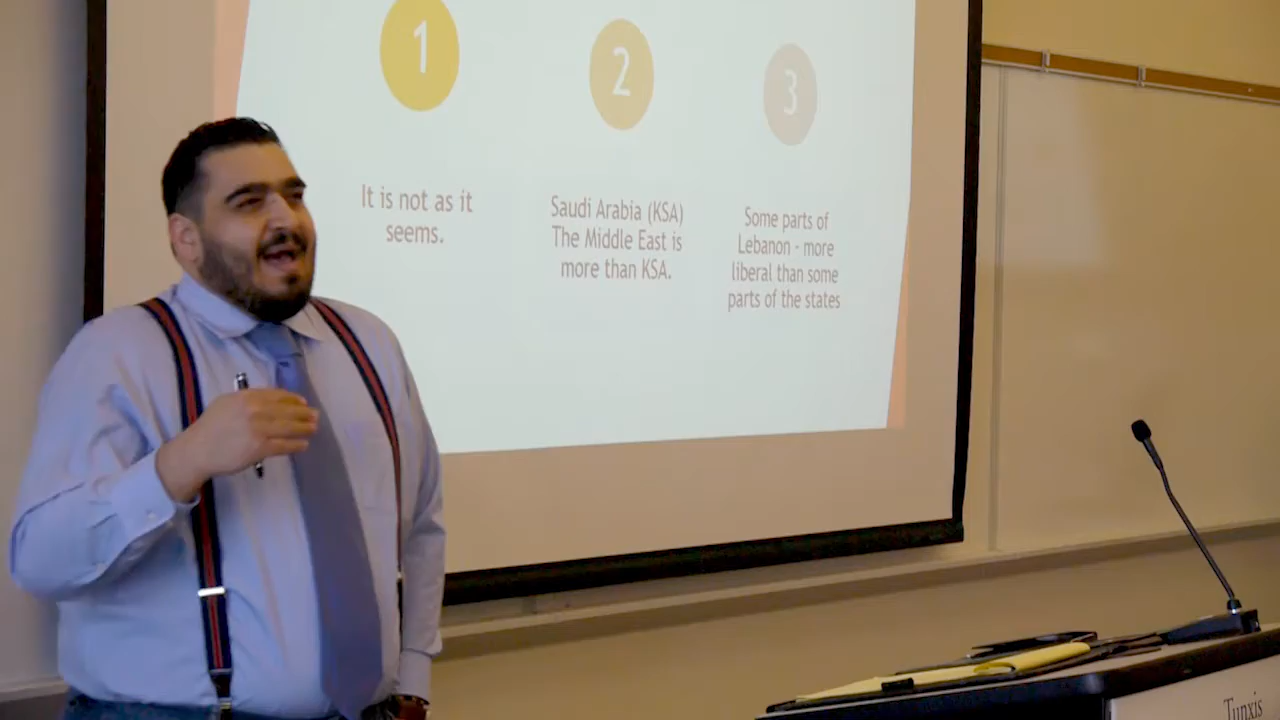 1
It is not as it
seems.
2
Saudi Arabia (KSA)
The Middle East is
more than KSA.
3
Some parts of
Lebanon - more
liberal than some
parts of the states
Tunxis